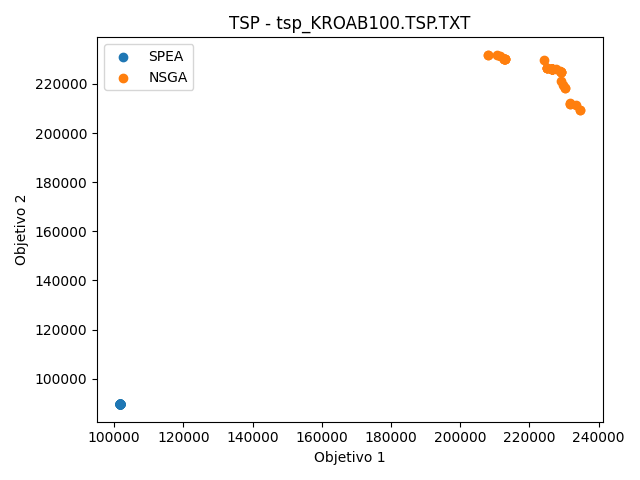 TSP - tsp_KROAB100.TSP.TXT
SPEA
NSGA
Objetivo 2
220000
200000
180000
160000
140000
120000
100000
100000 120000 140000 160000 180000 200000 220000 240000
Objetivo 1